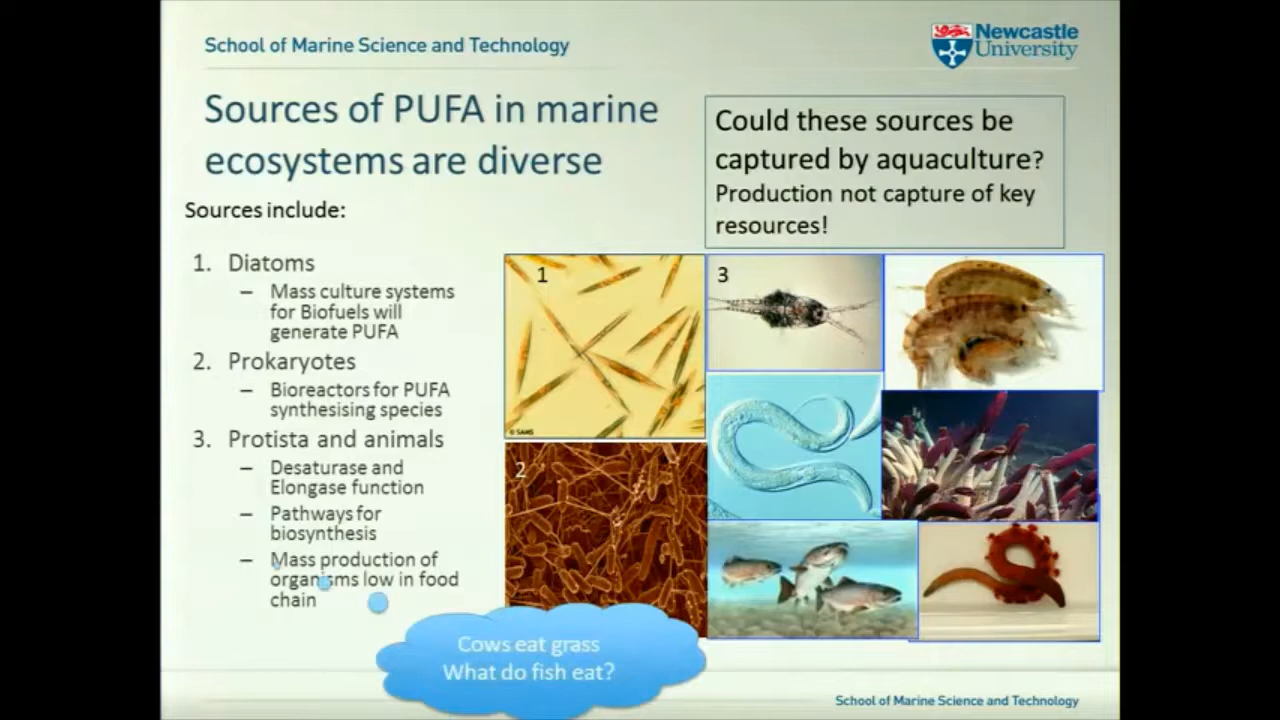 School of Marine Science and Technology
Newcastle
University
Sources of PUFA in marine
ecosystems are diverse
Could these sources be
captured by aquaculture?
Production not capture of key
resources!
Sources include:
1. Diatoms
– Mass culture systems
for Biofuels will
generate PUFA
2. Prokaryotes
– Bioreactors for PUFA
synthesising species
3. Protista and animals
– Desaturase and
Elongase function
– Pathways for
biosynthesis
– Mass production of
organisms low in food
chain
1
© SAMS
2
3
Cows eat grass
What do fish eat?
School of Marine Science and Technology